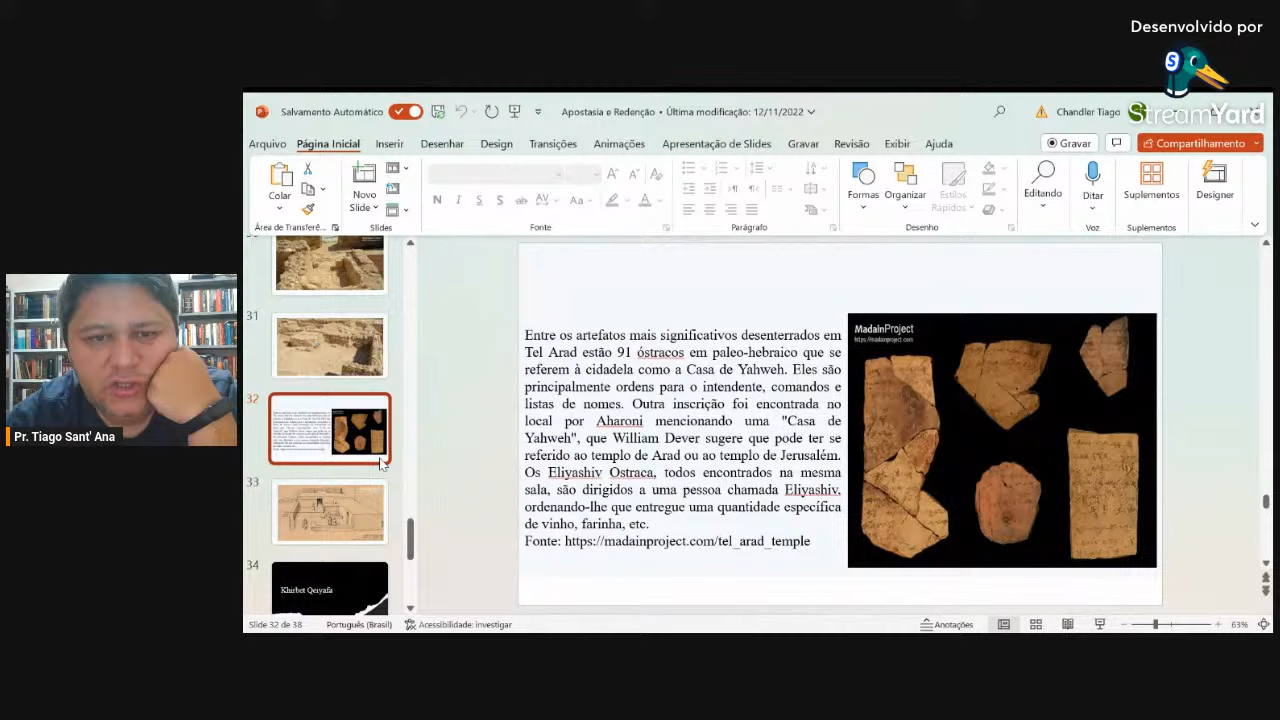 Desenvolvido por
StreamYard
Salvamento Automático
Apostasia e Redenção • Última modificação: 12/11/2022
Chandler Tiago
Arquivo
Página Inicial
Inserir
Desenhar
Design
Transições
Animações
Apresentação de Slides
Gravar
Revisão
Exibir
Ajuda
Gravar
Compartilhamento
Colar
Novo
Slide
N
I
S
S
ab
AV
Aa
A
Formas
Organizar
Estilos
Rápidos
Editando
Ditar
Suplementos
Designer
Área de Transferê...
Slides
Fonte
Parágrafo
Desenho
Voz
Suplementos
31
32
33
34
Khirbet Qeiyafa
Entre os artefatos mais significativos desenterrados em
Tel Arad estão 91 óstracos em paleo-hebraico que se
referem à cidadela como a Casa de Yahweh. Eles são
principalmente ordens para o intendente, comandos e
listas de nomes. Outra inscrição foi encontrada no
local por Aharoni mencionando uma "Casa de
Yahweh", que William Dever sugere que pode ter se
referido ao templo de Arad ou ao templo de Jerusalém.
Os Eliyashiv Ostraca, todos encontrados na mesma
sala, são dirigidos a uma pessoa chamada Eliyashiv,
ordenando-lhe que entregue uma quantidade específica
de vinho, farinha, etc.
Fonte: https://madainproject.com/tel_arad_temple
MadainProject
https://madainproject.com
Pr. Tiago Sant' Ana
Slide 32 de 38
Português (Brasil)
Acessibilidade: investigar
Anotações
63%